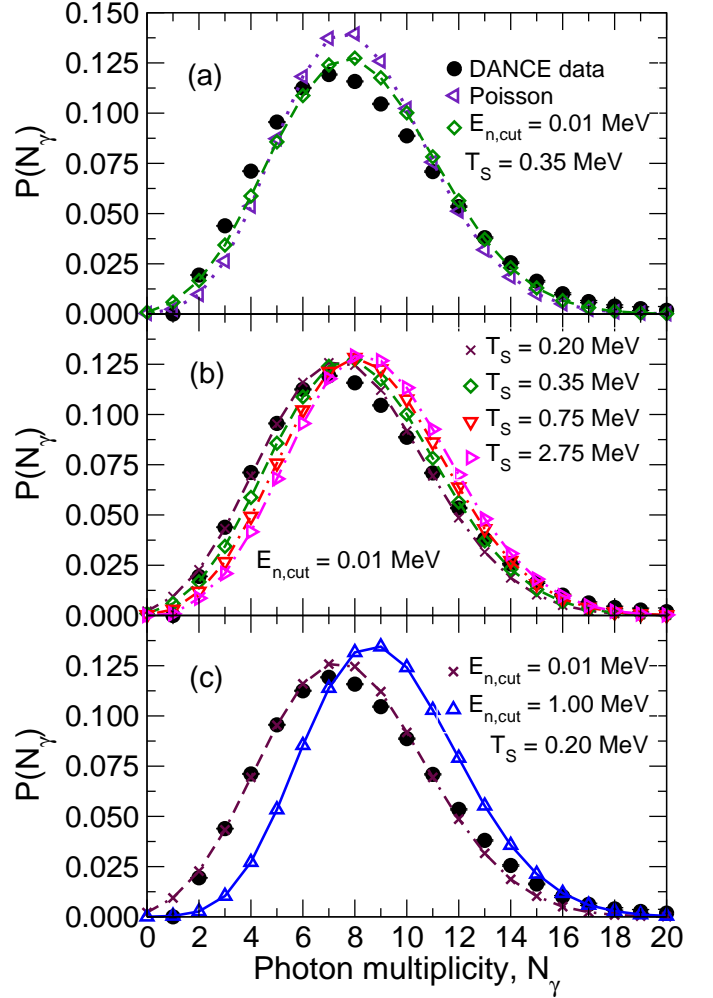 0.150
0.125
0.100
0.075
0.050
0.025
0.000
P(N_γ)
(a)
DANCE data
Poisson
E_n,cut = 0.01 MeV
T_S = 0.35 MeV
0.125
0.100
0.075
0.050
0.025
0.000
P(N_γ)
(b)
T_S = 0.20 MeV
T_S = 0.35 MeV
T_S = 0.75 MeV
T_S = 2.75 MeV
E_n,cut = 0.01 MeV
0.125
0.100
0.075
0.050
0.025
0.000
P(N_γ)
(c)
E_n,cut = 0.01 MeV
E_n,cut = 1.00 MeV
T_S = 0.20 MeV
0 2 4 6 8 10 12 14 16 18 20
Photon multiplicity, N_γ